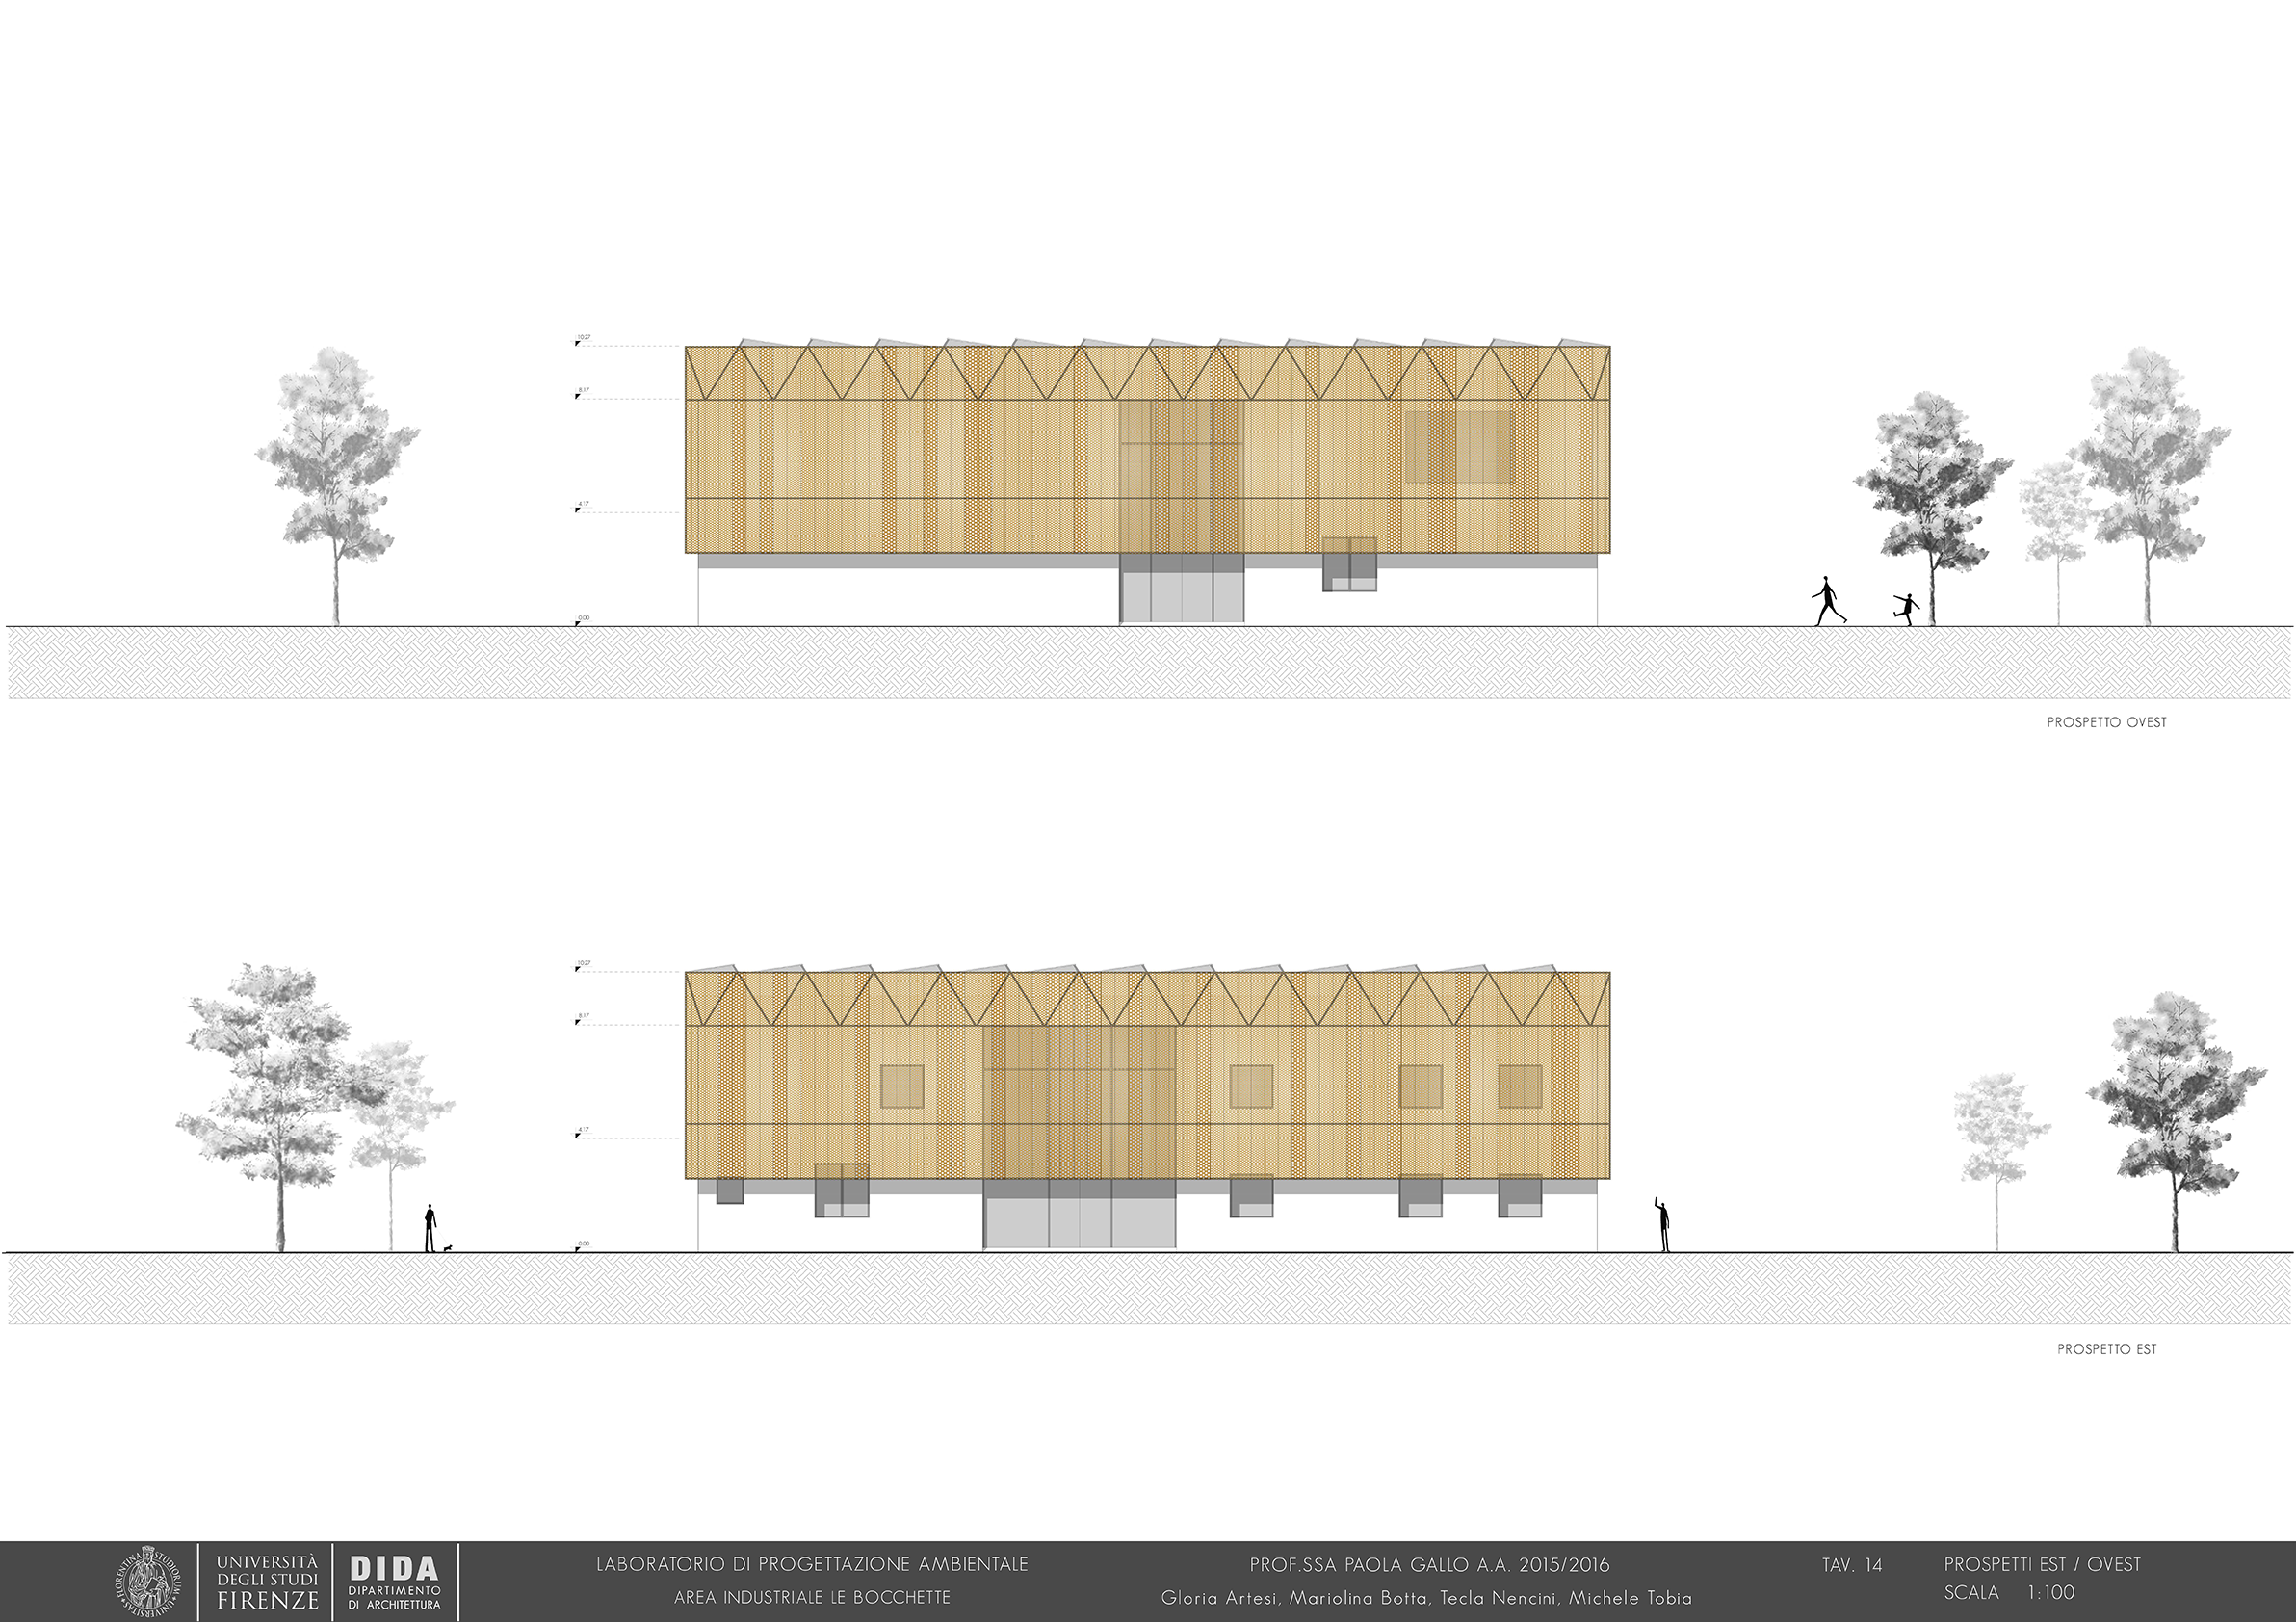 10.27
8.17
4.17
0.00
PROSPETTO OVEST
10.27
8.17
4.17
0.00
PROSPETTO EST
FLORENTINA STUDIORUM UNIVERSITAS
UNIVERSITÀ
DEGLI STUDI
FIRENZE
DIDA
DIPARTIMENTO
DI ARCHITETTURA
LABORATORIO DI PROGETTAZIONE AMBIENTALE
AREA INDUSTRIALE LE BOCCHETTE
PROF.SSA PAOLA GALLO A.A. 2015/2016
Gloria Artesi, Mariolina Botta, Tecla Nencini, Michele Tobia
TAV. 14
PROSPETTI EST / OVEST
SCALA 1:100